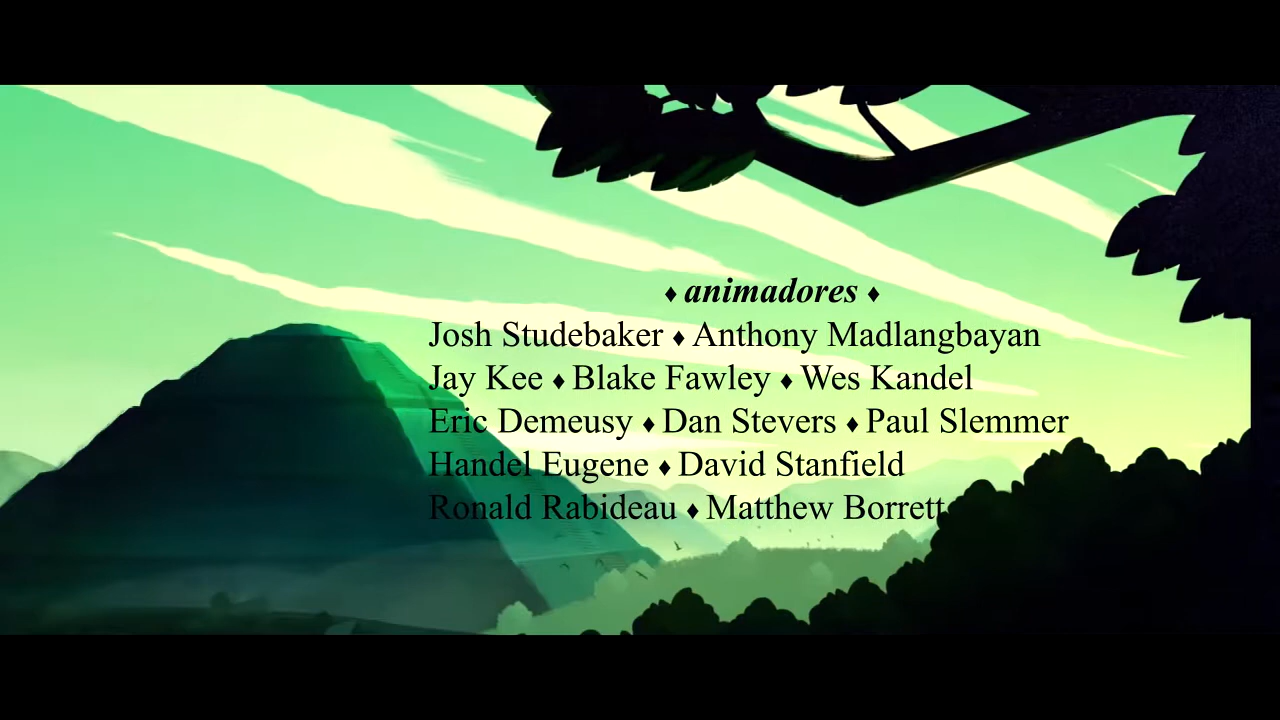 ♦ animadores ♦
Josh Studebaker ♦ Anthony Madlangbayan
Jay Kee ♦ Blake Fawley ♦ Wes Kandel
Eric Demeusy ♦ Dan Stevers ♦ Paul Slemmer
Handel Eugene ♦ David Stanfield
Ronald Rabideau ♦ Matthew Borrett